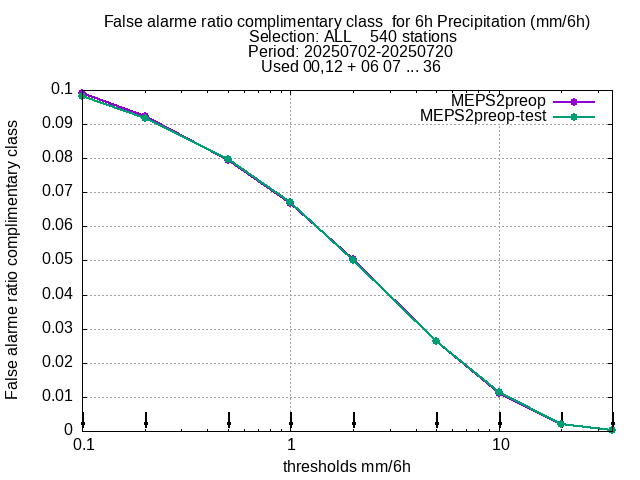 False alarme ratio complimentary class  for 6h Precipitation (mm/6h)
Selection: ALL    540 stations
Period: 20250702-20250720
Used 00,12 + 06 07 ... 36
MEPS2preop
MEPS2preop-test
False alarme ratio complimentary class
0.1
0.09
0.08
0.07
0.06
0.05
0.04
0.03
0.02
0.01
0
0.1
1
10
thresholds mm/6h